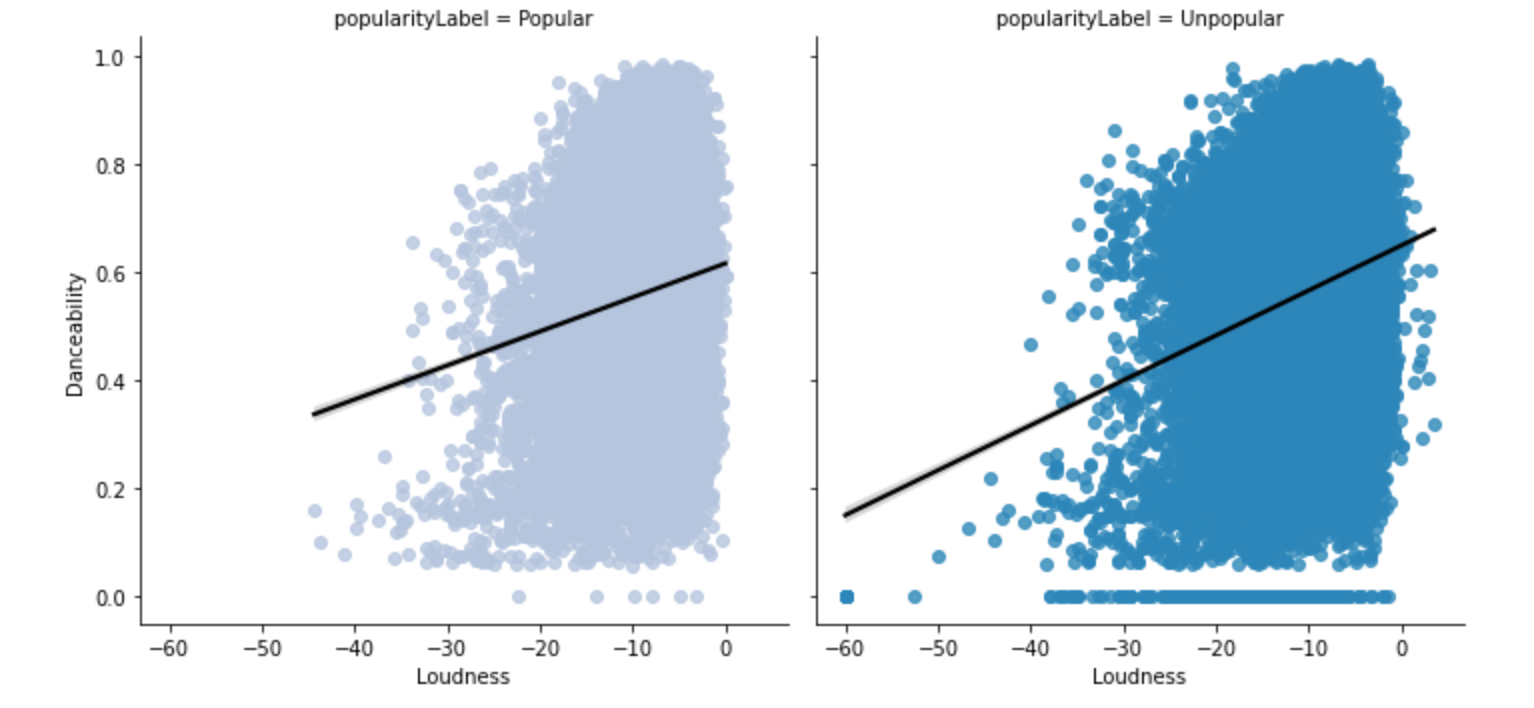 popularityLabel = Popular
popularityLabel = Unpopular
1.0
0.8
0.6
0.4
0.2
0.0
Danceability
−60 −50 −40 −30 −20 −10 0
−60 −50 −40 −30 −20 −10 0
Loudness
Loudness